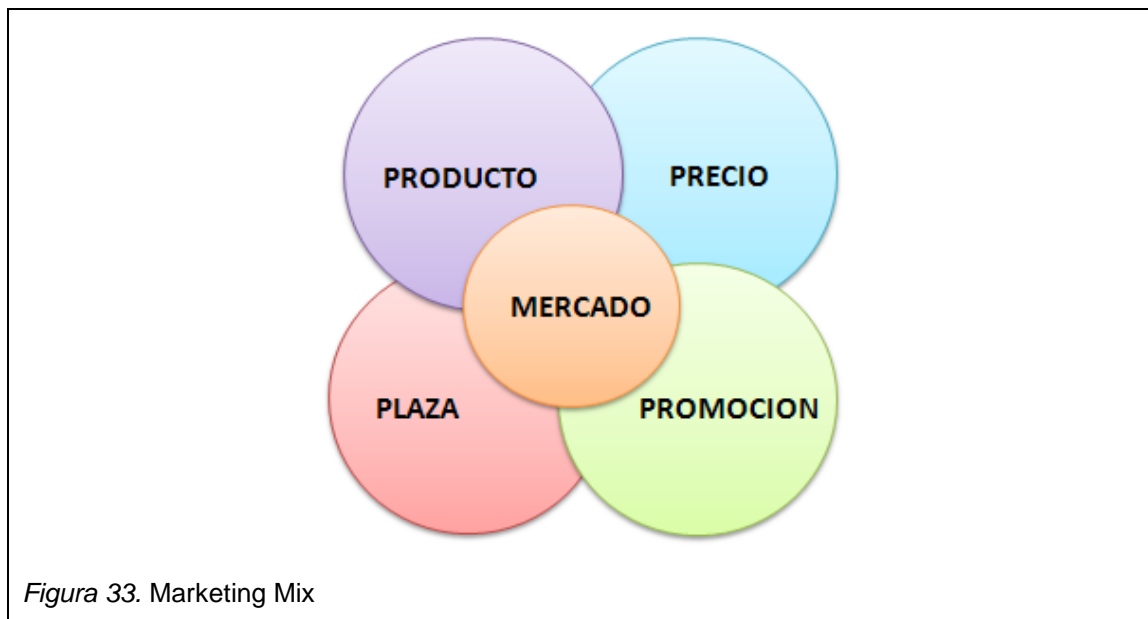 PRODUCTO
PRECIO
MERCADO
PLAZA
PROMOCION
Figura 33. Marketing Mix